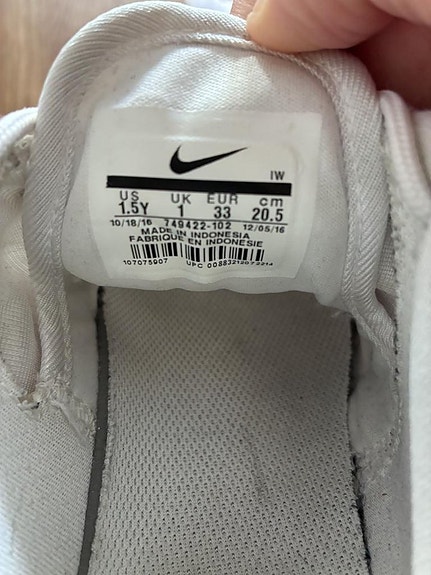 IW
US UK EUR cm
1.5Y 1 33 20.5
10/18/16 749422-102 12/05/16
MADE IN INDONESIA
FABRIQUE EN INDONESIE
107075907 UPC